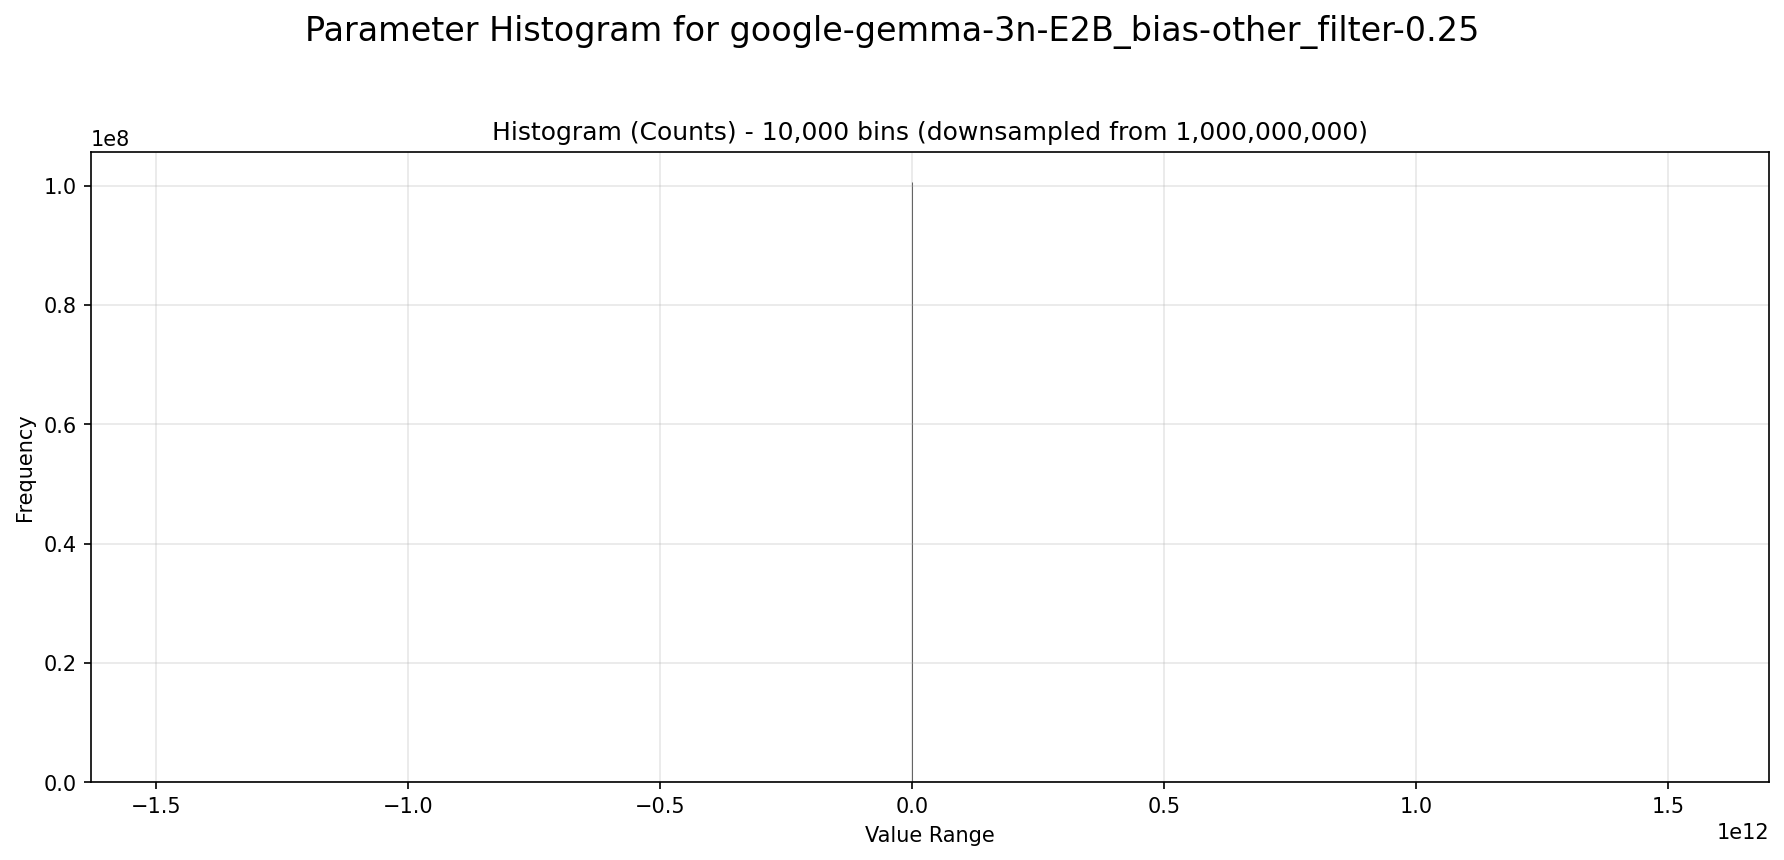 Parameter Histogram for google-gemma-3n-E2B_bias-other_filter-0.25
Histogram (Counts) - 10,000 bins (downsampled from 1,000,000,000)
1e8
1.0
0.8
0.6
0.4
0.2
0.0
Frequency
−1.5 −1.0 −0.5 0.0 0.5 1.0 1.5
Value Range
1e12